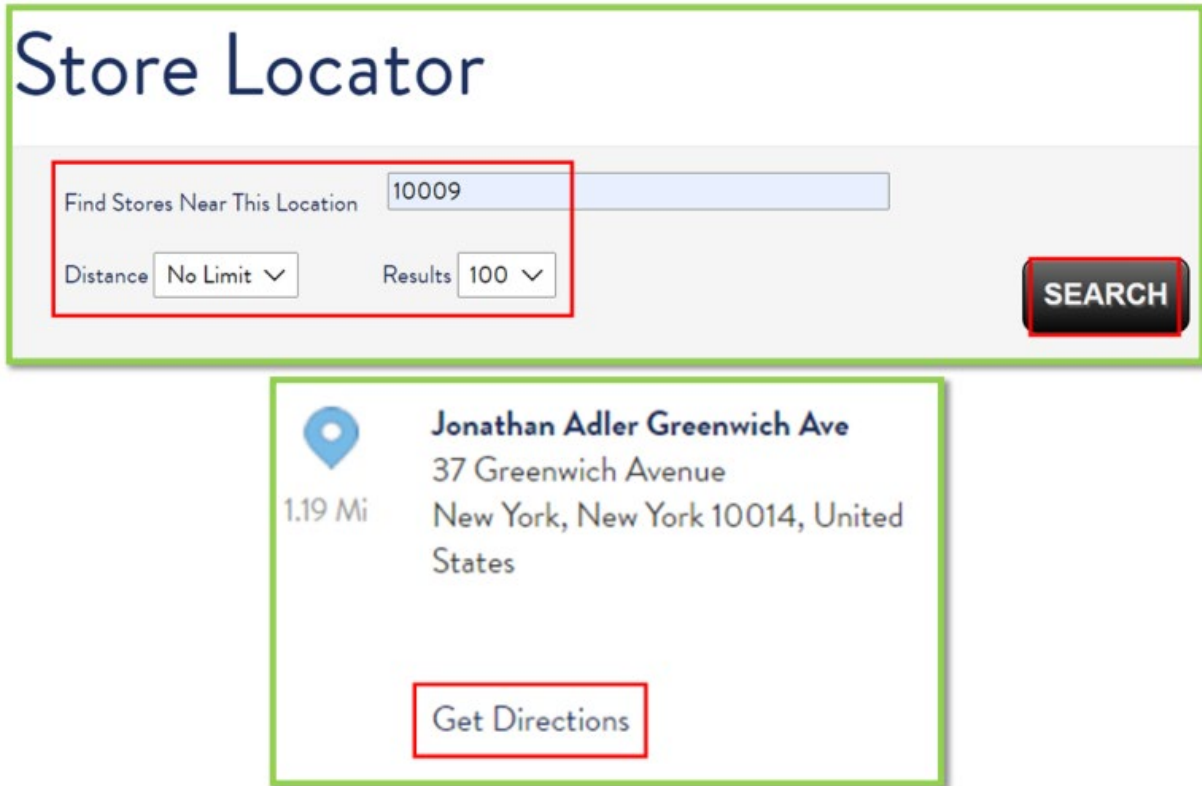 Store Locator
Find Stores Near This Location 10009
Distance No Limit Results 100
SEARCH
Jonathan Adler Greenwich Ave
37 Greenwich Avenue
1.19 Mi New York, New York 10014, United
States
Get Directions